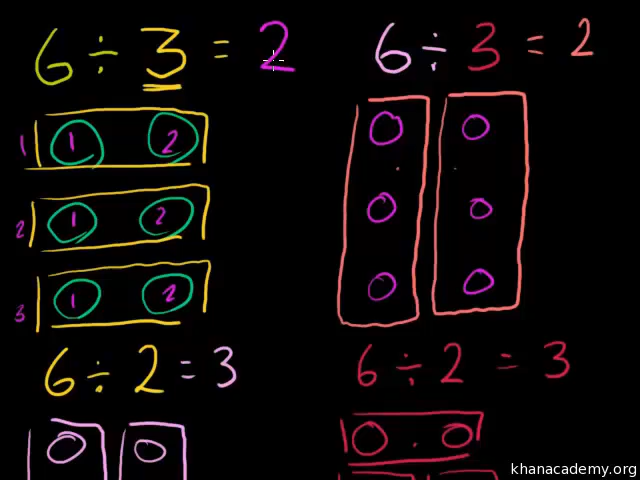 6 ÷ 3 = 2
6 ÷ 3 = 2
1 1 2
2 1 2
3 1 2
6 ÷ 2 = 3
6 ÷ 2 = 3
khanacademy.org